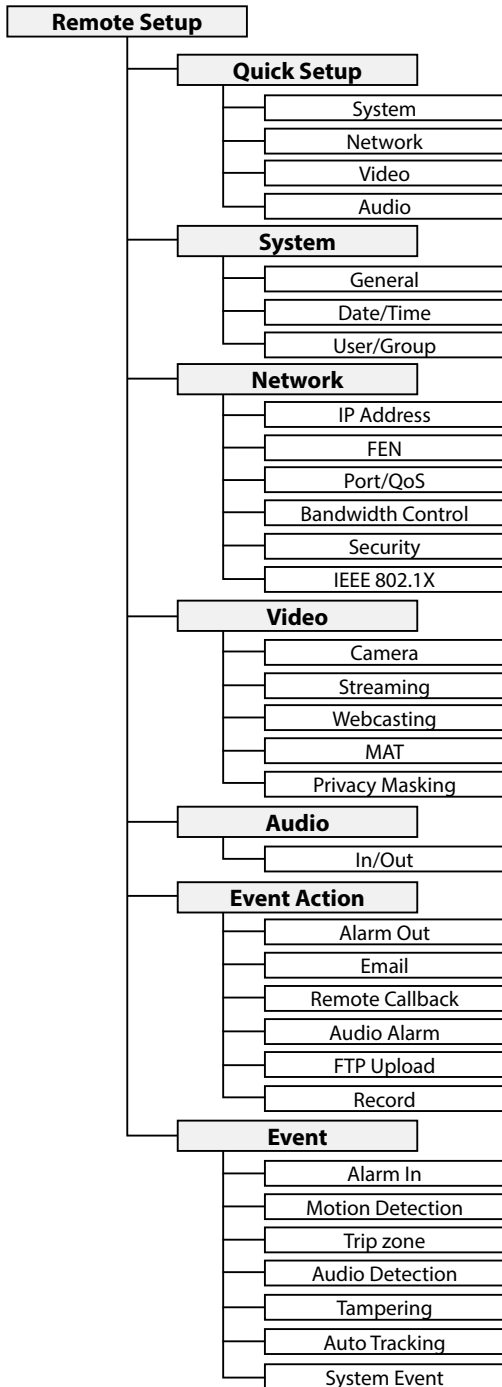 Remote Setup
Quick Setup
System
Network
Video
Audio
System
General
Date/Time
User/Group
Network
IP Address
FEN
Port/QoS
Bandwidth Control
Security
IEEE 802.1X
Video
Camera
Streaming
Webcasting
MAT
Privacy Masking
Audio
In/Out
Event Action
Alarm Out
Email
Remote Callback
Audio Alarm
FTP Upload
Record
Event
Alarm In
Motion Detection
Trip zone
Audio Detection
Tampering
Auto Tracking
System Event